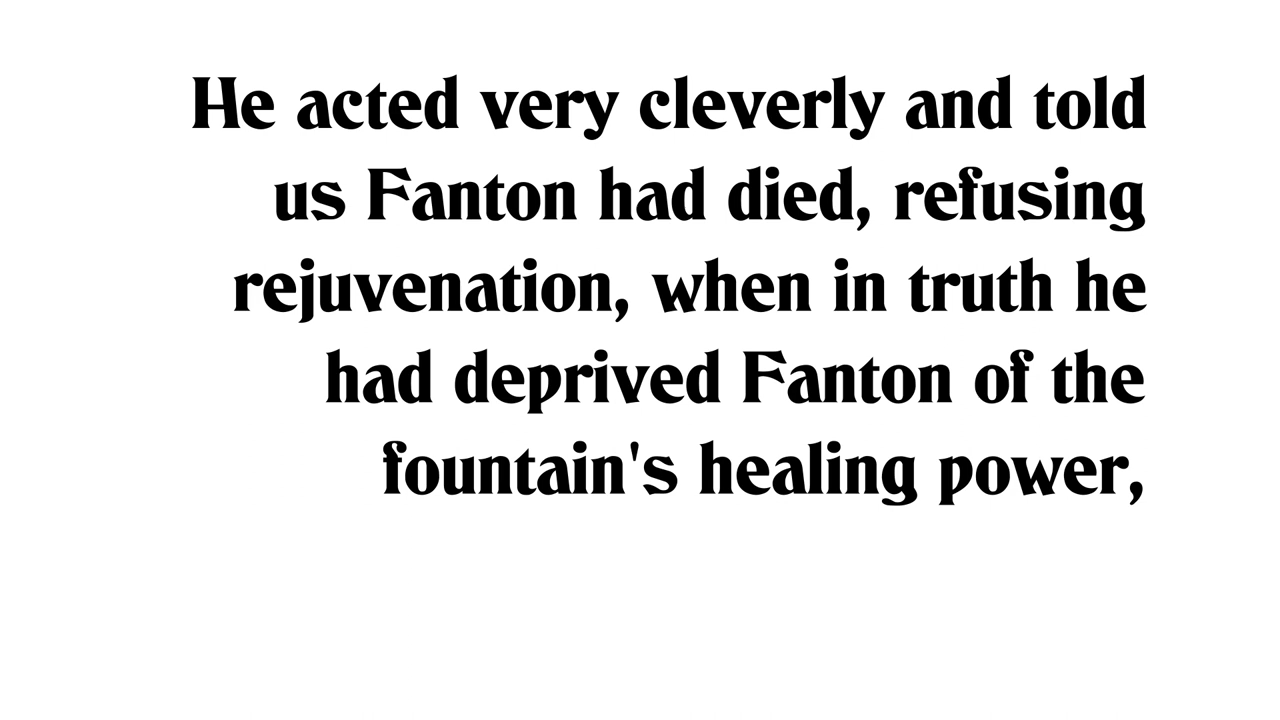 He acted very cleverly and told
us Fanton had died, refusing
rejuvenation, when in truth he
had deprived Fanton of the
fountain's healing power,